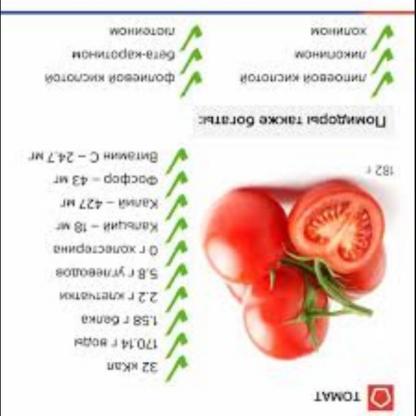 ТОМАТ
32 кКал
170.14 г воды
1.58 г белка
2.2 г клетчатки
5.8 г углеводов
0 г холестерина
Кальций – 18 мг
Калий – 427 мг
Фосфор – 43 мг
Витамин С – 24,7 мг
182 г
Помидоры также богаты:
липоевой кислотой
ликопином
холином
фолиевой кислотой
бета-каротином
лютеином